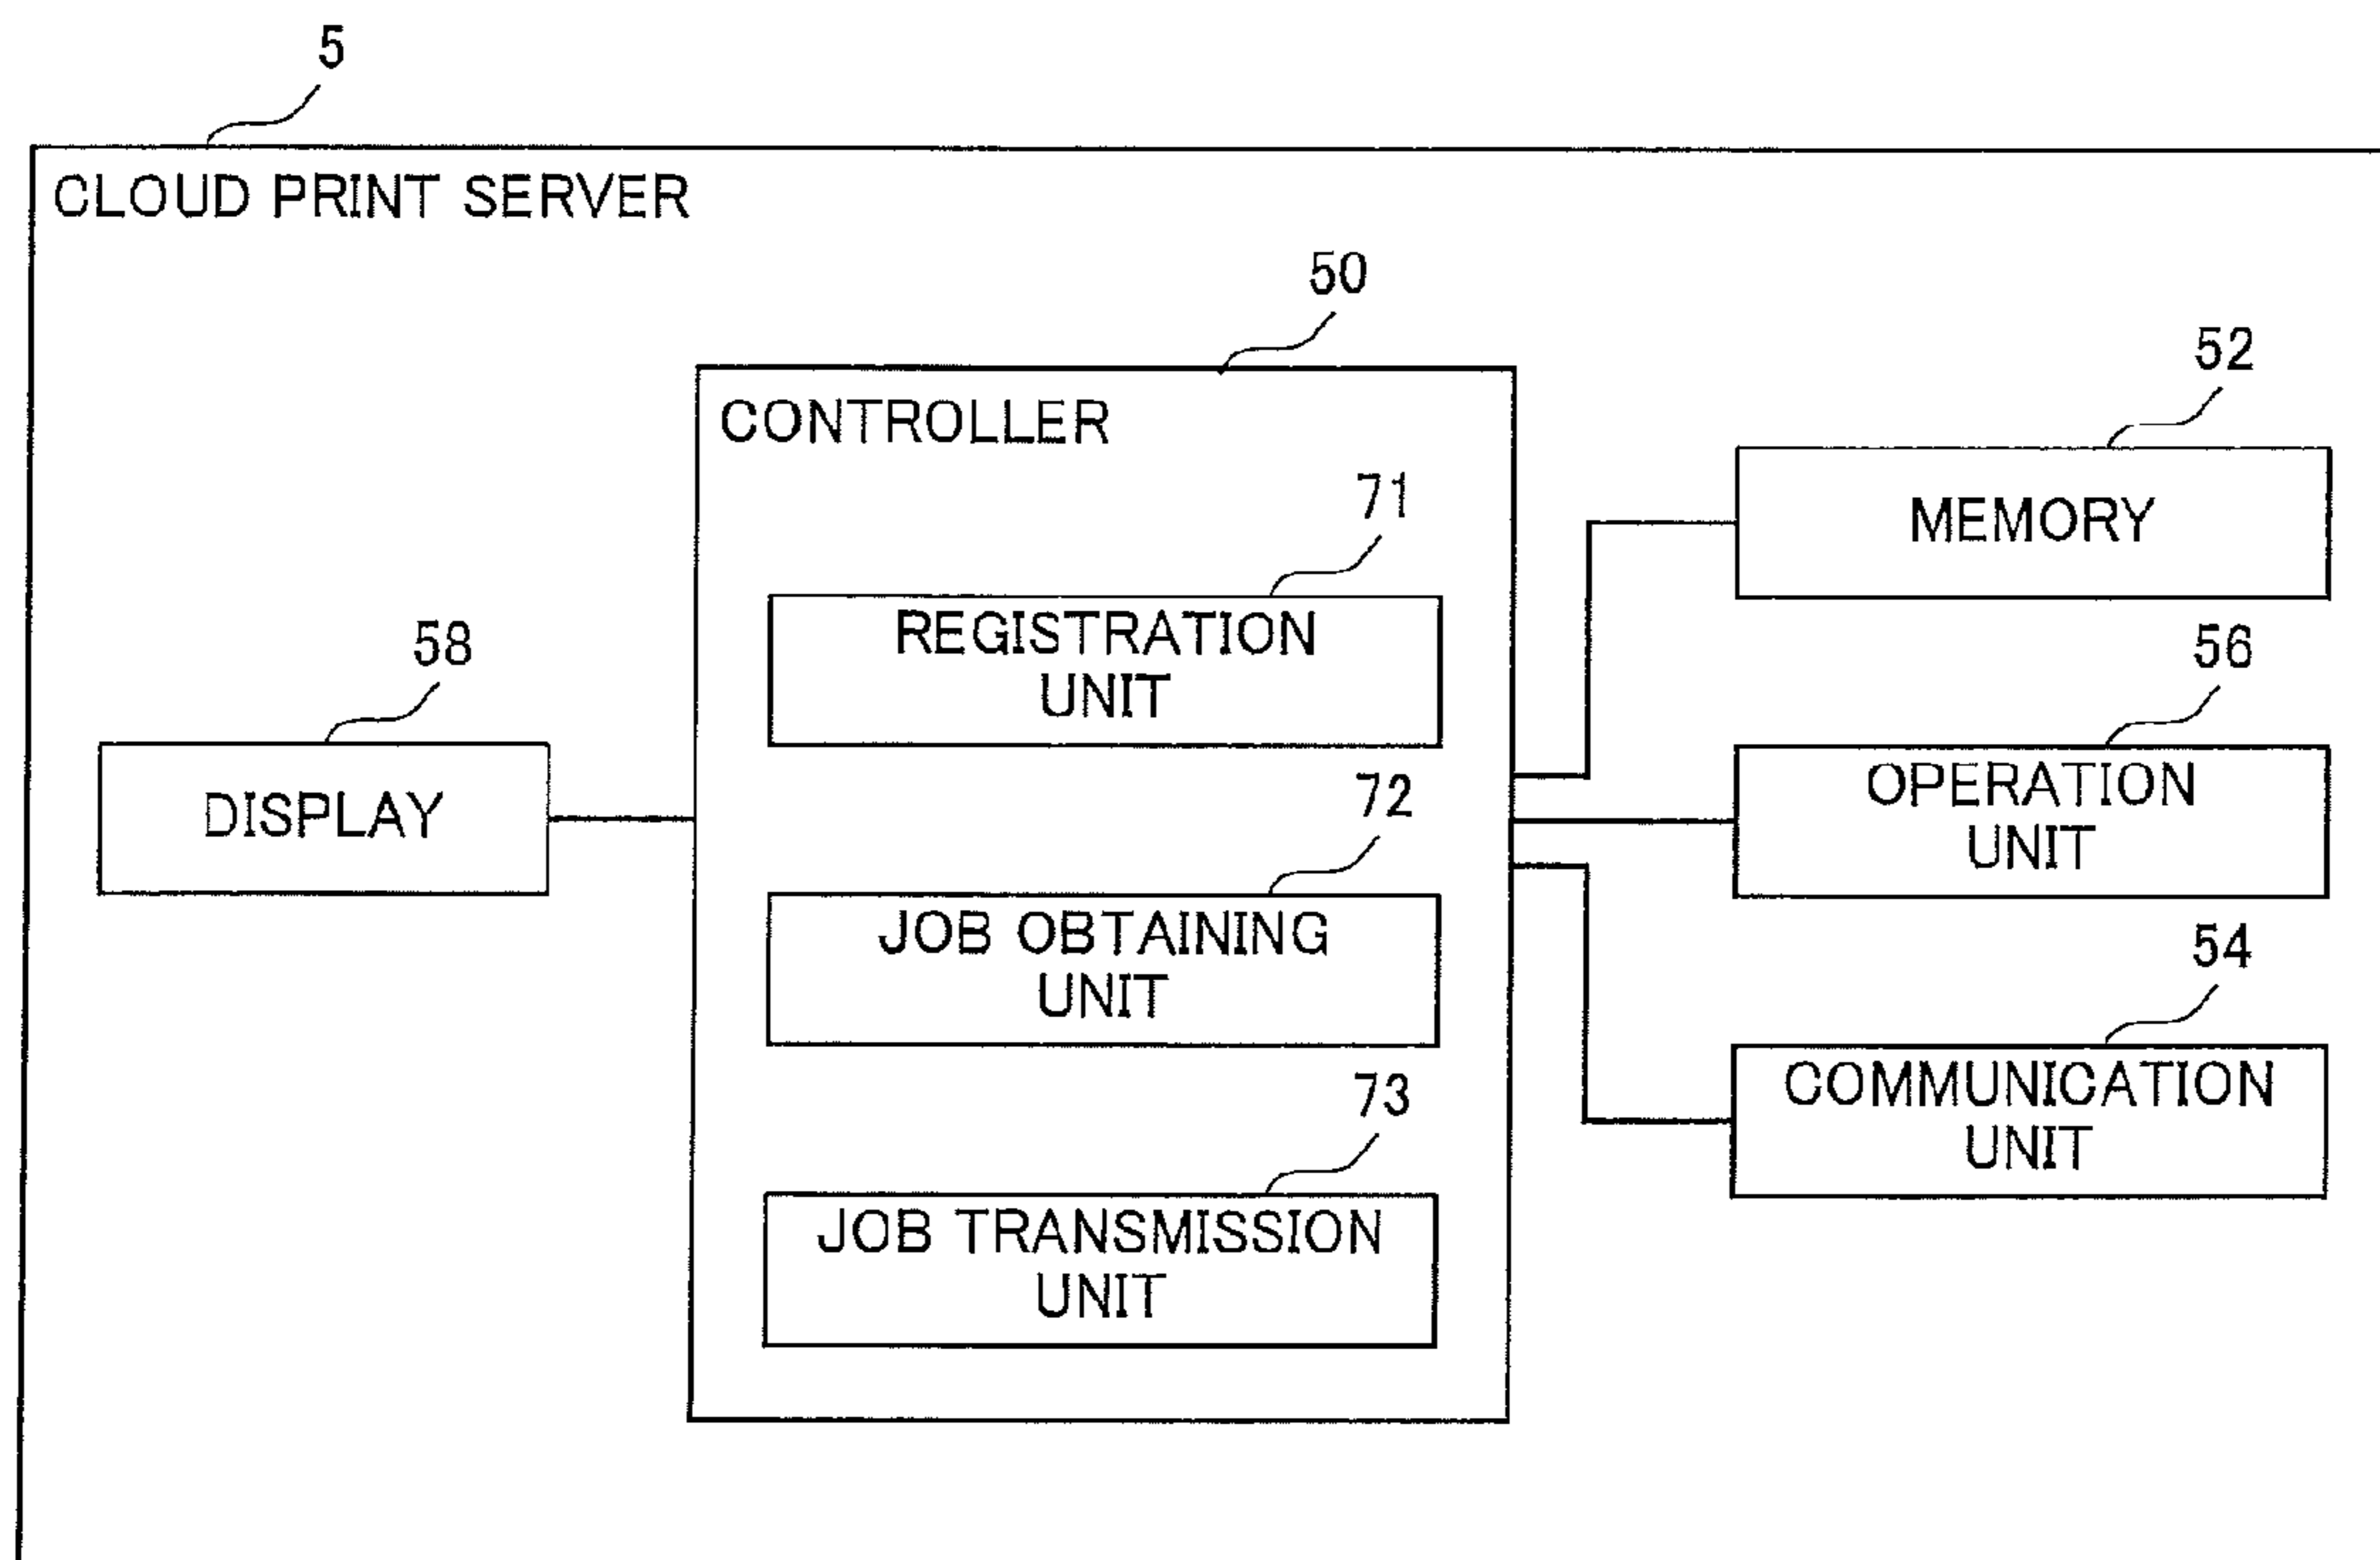 5
CLOUD PRINT SERVER
50
CONTROLLER
52
MEMORY
71
REGISTRATION
UNIT
58
DISPLAY
56
OPERATION
UNIT
72
JOB OBTAINING
UNIT
54
COMMUNICATION
UNIT
73
JOB TRANSMISSION
UNIT